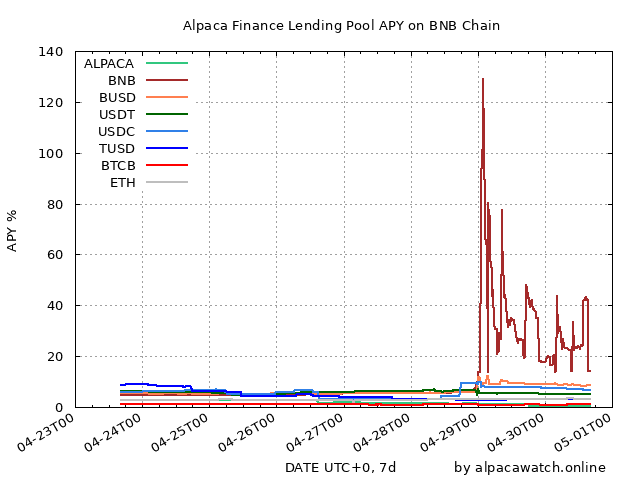 Alpaca Finance Lending Pool APY on BNB Chain
APY %
140
120
100
80
60
40
20
0
ALPACA
BNB
BUSD
USDT
USDC
TUSD
BTCB
ETH
04-23T00
04-24T00
04-25T00
04-26T00
04-27T00
04-28T00
04-29T00
04-30T00
05-01T00
DATE UTC+0, 7d
by alpacawatch.online